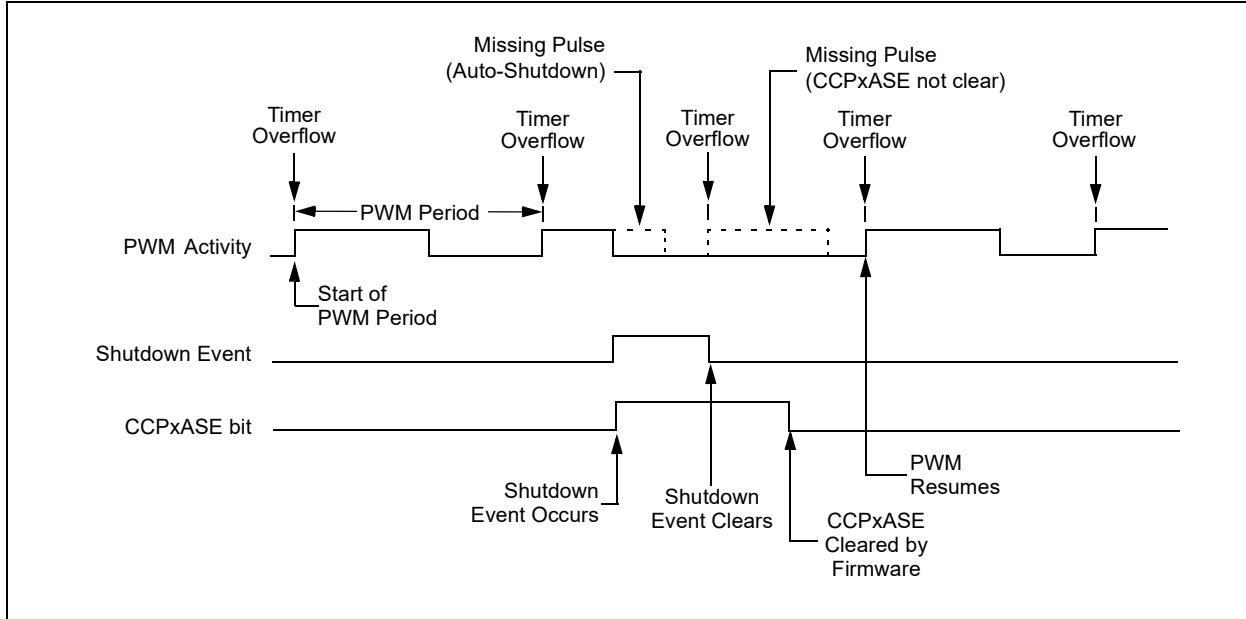 Missing Pulse
(Auto-Shutdown)
Missing Pulse
(CCPxASE not clear)
Timer
Overflow
Timer
Overflow
Timer
Overflow
Timer
Overflow
Timer
Overflow
PWM Period
PWM Activity
Start of
PWM Period
Shutdown Event
CCPxASE bit
Shutdown
Event Occurs
Shutdown
Event Clears
CCPxASE
Cleared by
Firmware
PWM
Resumes